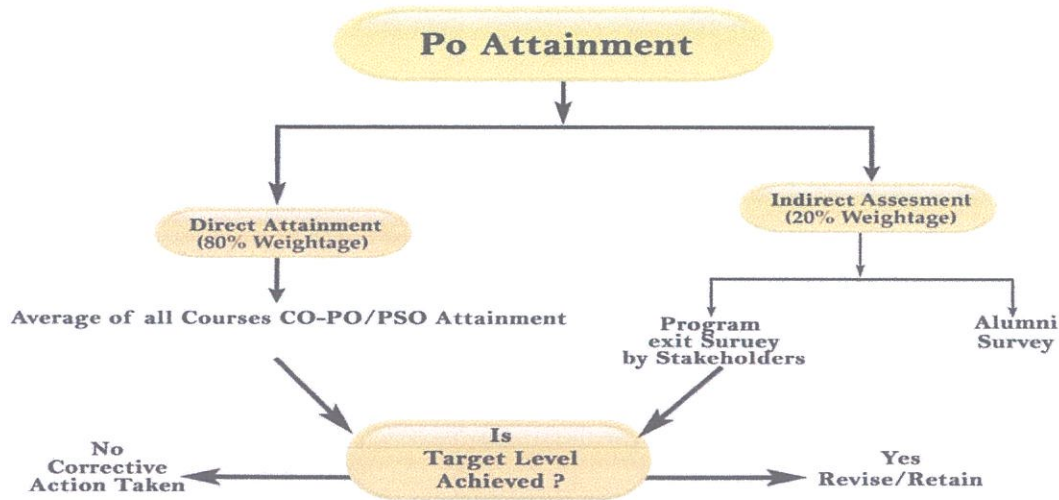 Po Attainment
Direct Attainment
(80% Weightage)
Indirect Assesment
(20% Weightage)
Average of all Courses CO-PO/PSO Attainment
Program
exit Suruey
by Stakeholders
Alumni
Survey
Is
Target Level
Achieved ?
No
Corrective
Action Taken
Yes
Revise/Retain